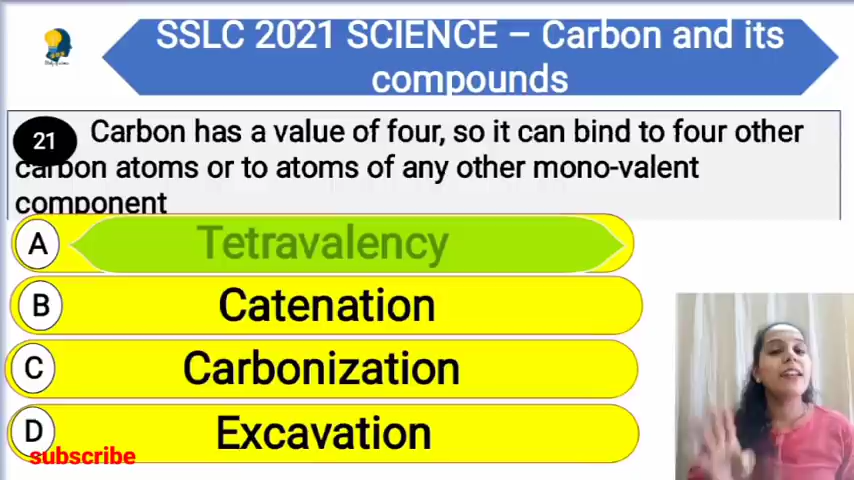 SSLC 2021 SCIENCE – Carbon and its
compounds
21 Carbon has a value of four, so it can bind to four other
carbon atoms or to atoms of any other mono-valent
component
A Tetravalency
B Catenation
C Carbonization
D Excavation
subscribe